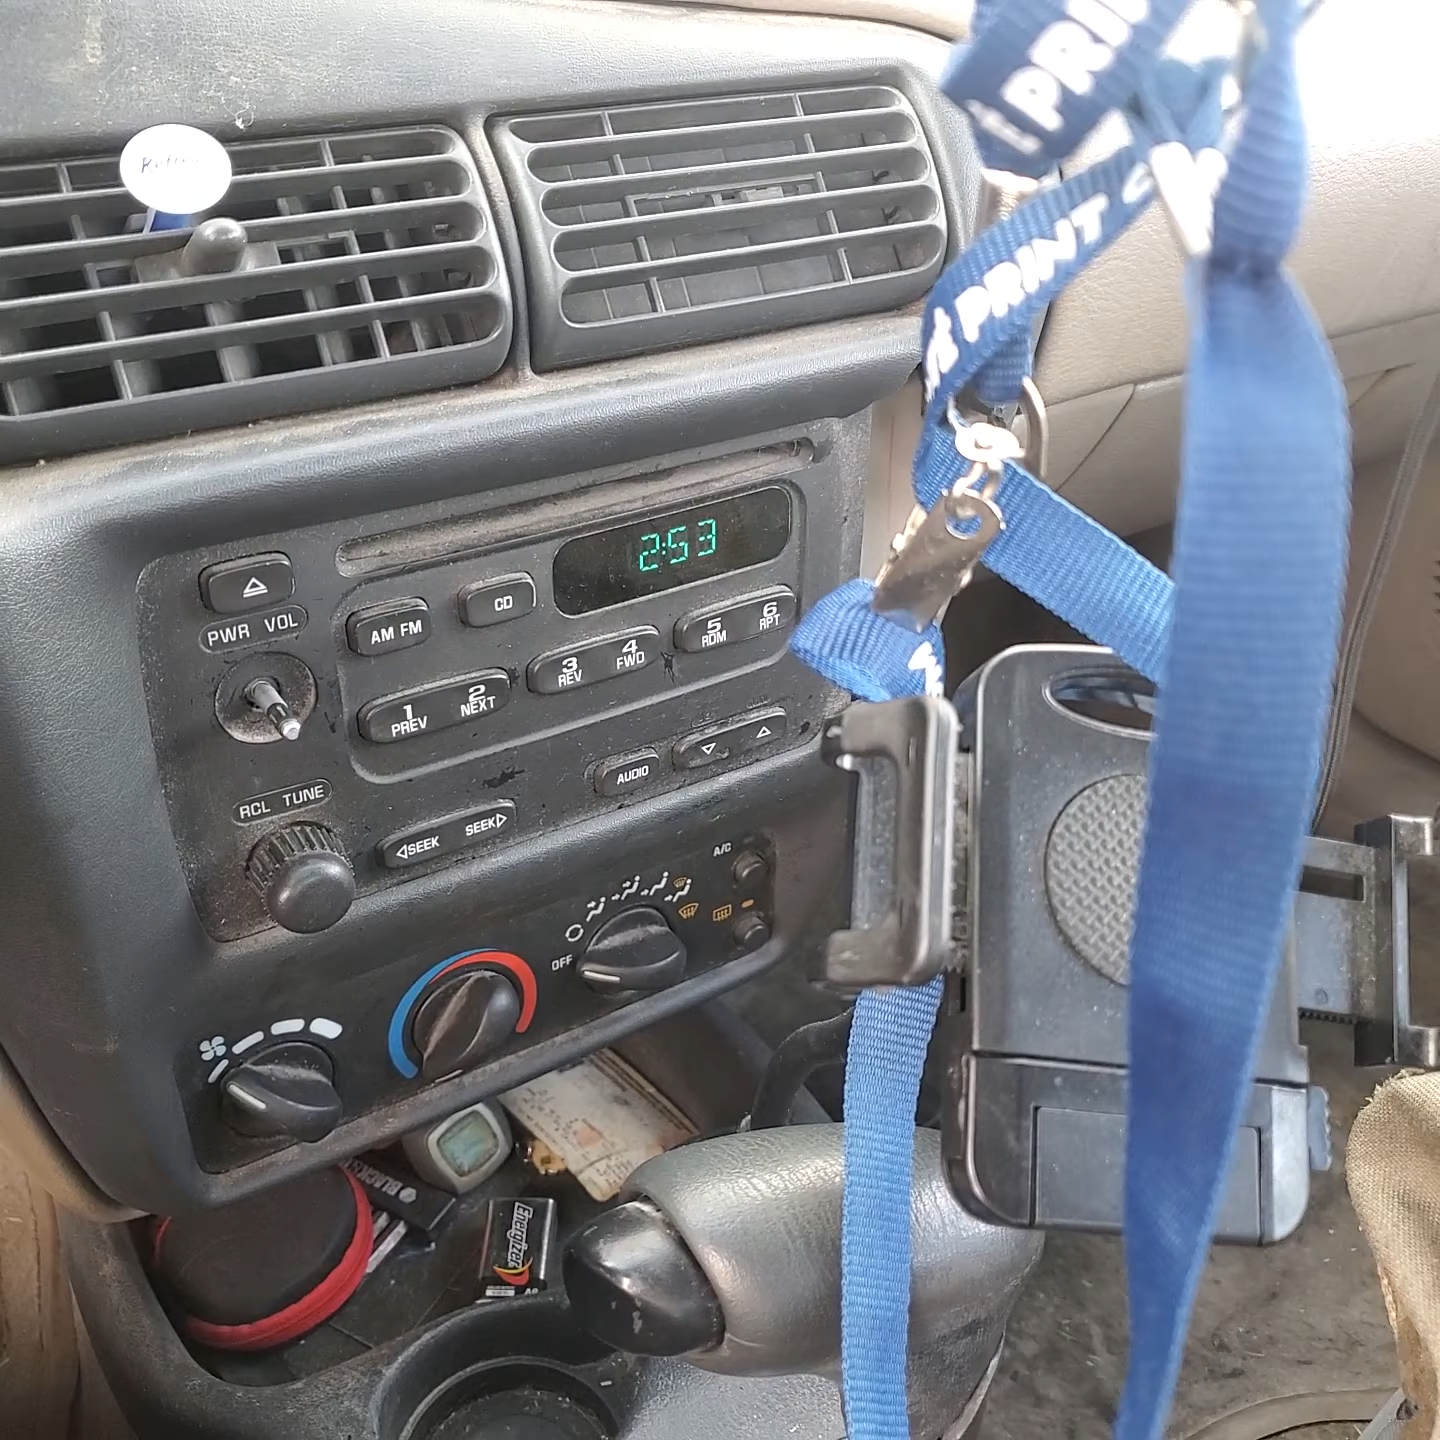 PRINT
2:53
PWR VOL
AM FM
CD
1
PREV
2
NEXT
3
REV
4
FWD
5
RDM
6
RPT
AUDIO
RCL TUNE
SEEK
SEEK
A/C
OFF
Energizer